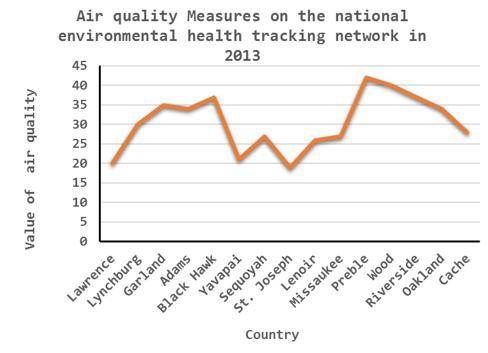 Air quality Measures on the national
environmental health tracking network in
2013
Value of  air quality
45
40
35
30
25
20
15
10
5
0
Lawrence
Lynchburg
Garland
Adams
Black Hawk
Yavapai
Sequoyah
St. Joseph
Lenoir
Missaukee
Preble
Wood
Riverside
Oakland
Cache
Country